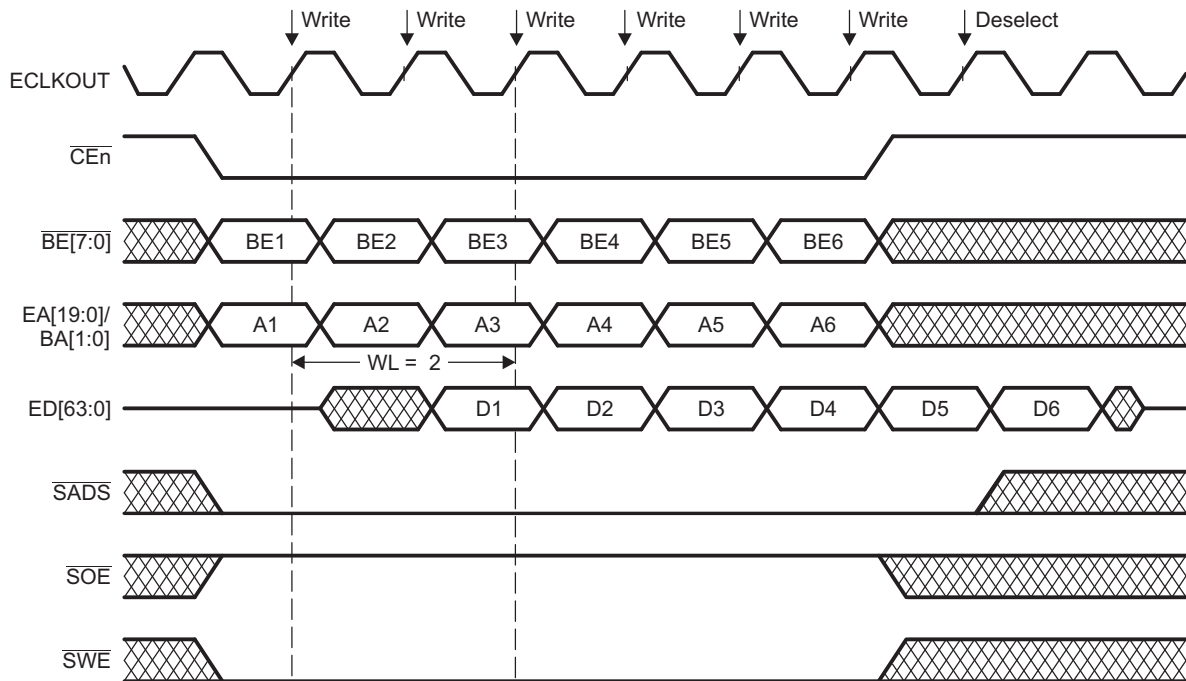 Write Write Write Write Write Write Deselect
ECLKOUT
CEn
BE[7:0] BE1 BE2 BE3 BE4 BE5 BE6
EA[19:0]/
BA[1:0] A1 A2 A3 A4 A5 A6
WL = 2
ED[63:0] D1 D2 D3 D4 D5 D6
SADS
SOE
SWE